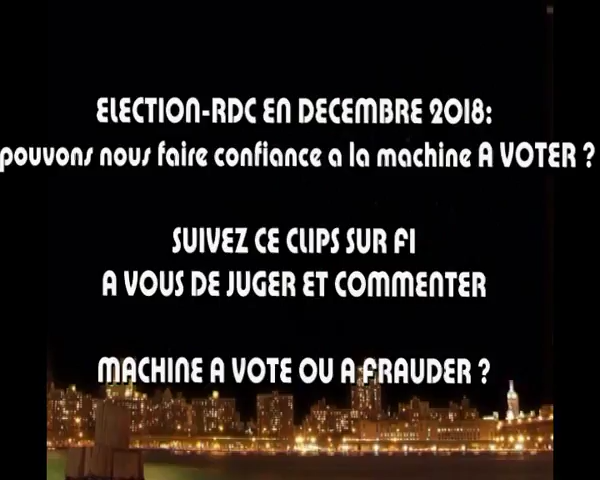 ELECTION-RDC EN DECEMBRE 2018:
pouvons nous faire confiance a la machine A VOTER ?
SUIVEZ CE CLIPS SUR FI
A VOUS DE JUGER ET COMMENTER
MACHINE A VOTE OU A FRAUDER ?